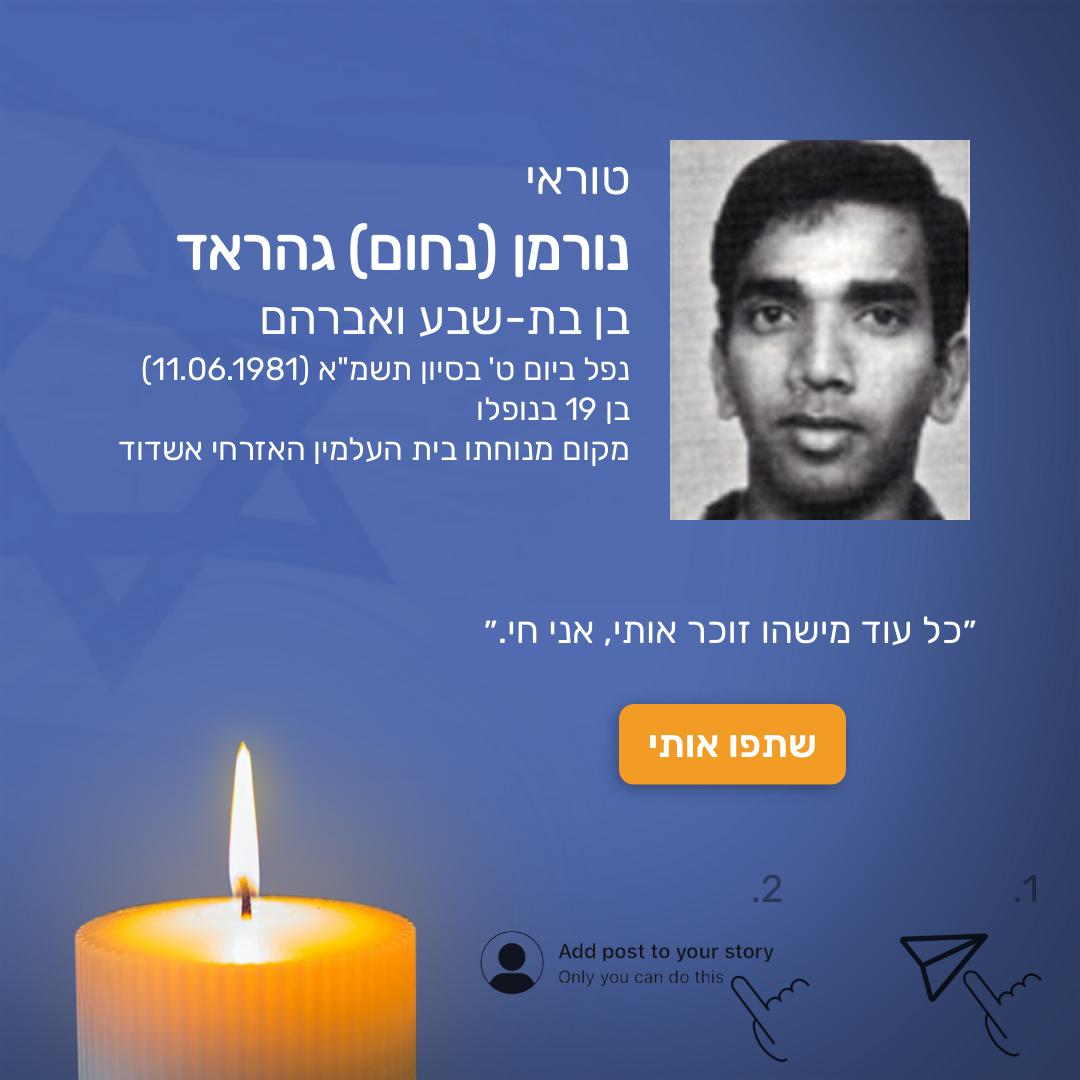 טוראי
נורמן (נחום) גהראד
בן בת-שבע ואברהם
נפל ביום ט' בסיון תשמ"א (11.06.1981)
בן 19 בנופלו
מקום מנוחתו בית העלמין האזרחי אשדוד
״כל עוד מישהו זוכר אותי, אני חי.״
שתפו אותי
.1
.2
Add post to your story
Only you can do this